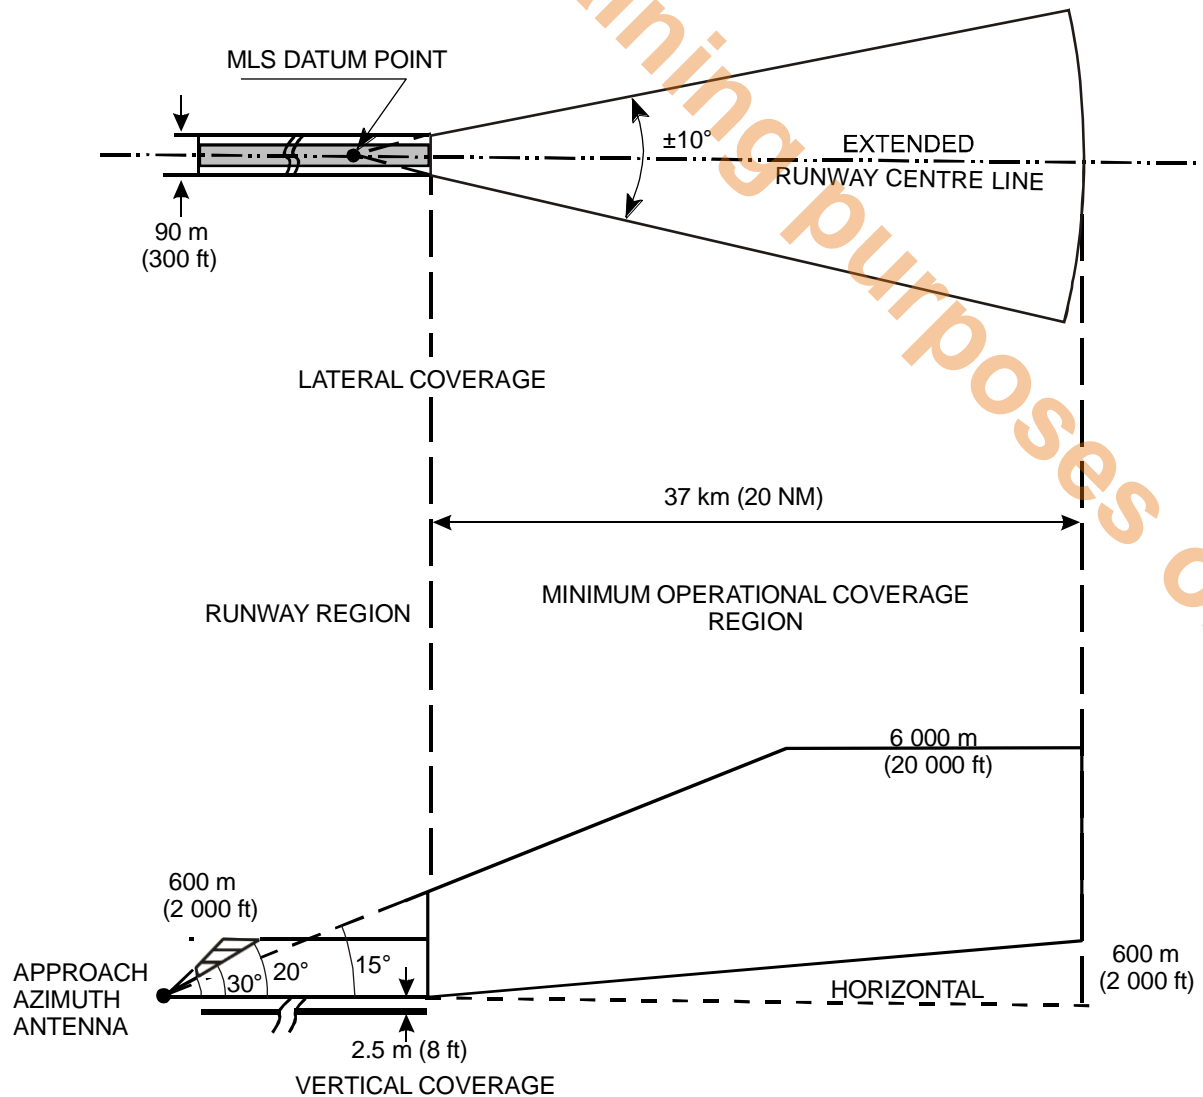 MLS DATUM POINT
±10°
EXTENDED
RUNWAY CENTRE LINE
90 m
(300 ft)
LATERAL COVERAGE
37 km (20 NM)
RUNWAY REGION
MINIMUM OPERATIONAL COVERAGE
REGION
6 000 m
(20 000 ft)
600 m
(2 000 ft)
APPROACH
AZIMUTH
ANTENNA
30°
20°
15°
HORIZONTAL
600 m
(2 000 ft)
2.5 m (8 ft)
VERTICAL COVERAGE
purposes